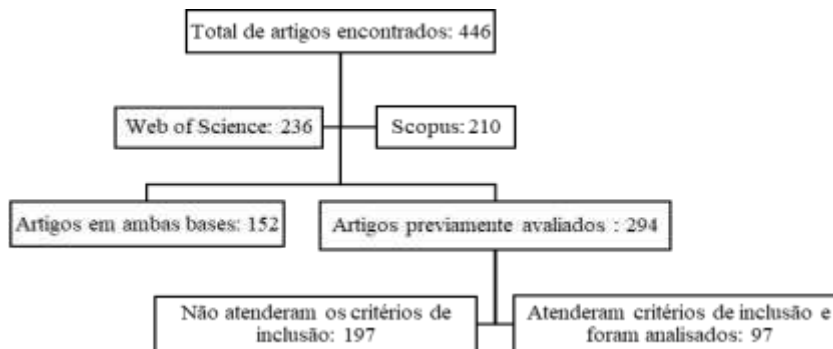 Total de artigos encontrados: 446
Web of Science: 236
Scopus: 210
Artigos em ambas bases: 152
Artigos previamente avaliados : 294
Não atenderam os critérios de
inclusão: 197
Atenderam critérios de inclusão e
foram analisados: 97